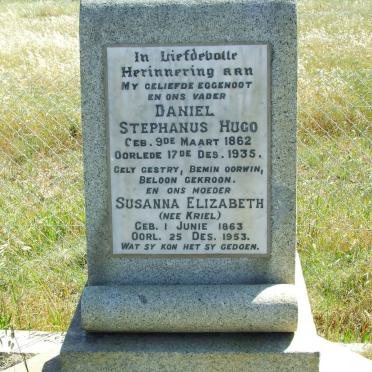 In Liefdevolle
Herinnering aan
My geliefde eggenoot
en ons vader
Daniel
Stephanus Hugo
Geb. 9de Maart 1862
Oorlede 17de Des. 1935.
Gely gestry, bemin oorwin,
beloon gekroon.
en ons moeder
Susanna Elizabeth
(nee Kriel)
Geb. 1 Junie 1863
Oorl. 25 Des. 1953.
Wat sy kon het sy gedoen.